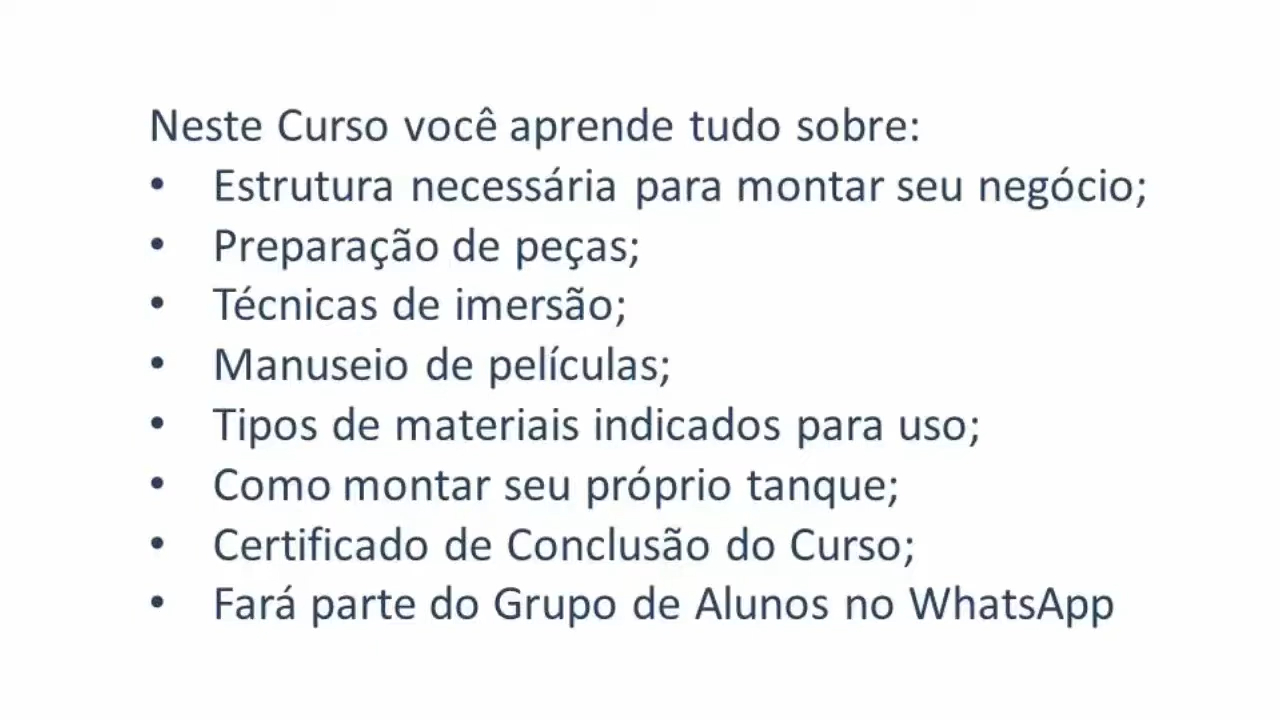 Neste Curso você aprende tudo sobre:
• Estrutura necessária para montar seu negócio;
• Preparação de peças;
• Técnicas de imersão;
• Manuseio de películas;
• Tipos de materiais indicados para uso;
• Como montar seu próprio tanque;
• Certificado de Conclusão do Curso;
• Fará parte do Grupo de Alunos no WhatsApp